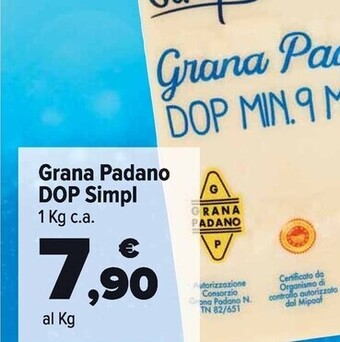 Grana Pad
DOP MIN.9 M
Grana Padano
DOP Simpl
1 Kg c.a.
€
7,90
al Kg
G
GRANA
PADANO
P
Autorizzazione
Consorzio
Grana Padano N.
TN 82/651
Certificato da
Organismo di
controllo autorizzato
dal Mipaaf